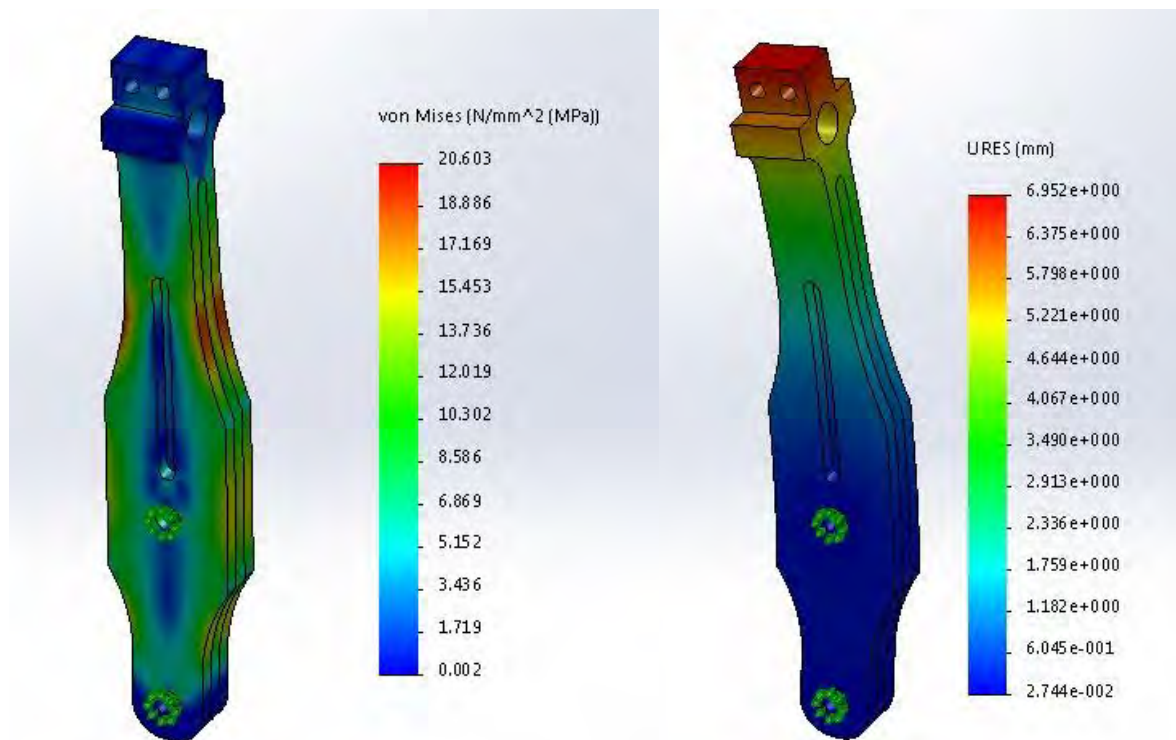 von Mises (N/mm^2 (MPa))
20.603
18.886
17.169
15.453
13.736
12.019
10.302
8.586
6.869
5.152
3.436
1.719
0.002
URES (mm)
6.952e+000
6.375e+000
5.798e+000
5.221e+000
4.644e+000
4.067e+000
3.490e+000
2.913e+000
2.336e+000
1.759e+000
1.182e+000
6.045e-001
2.744e-002